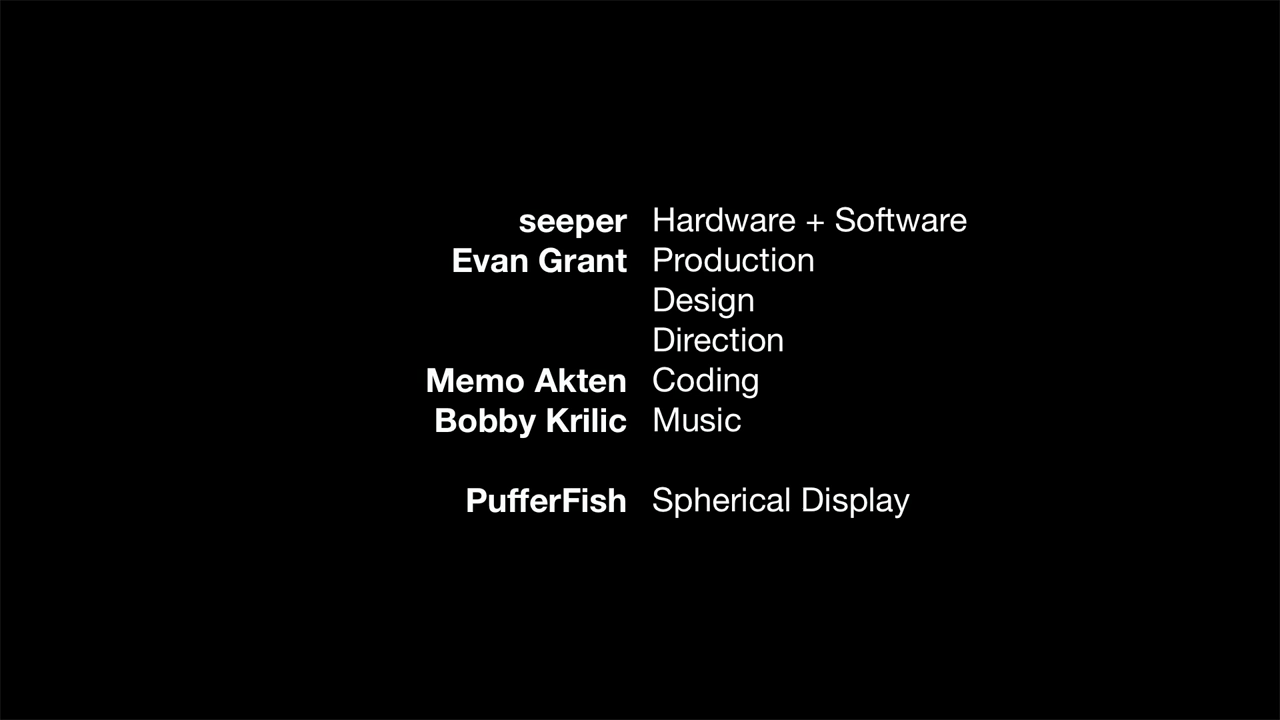 seeper Hardware + Software
Evan Grant Production
Design
Direction
Memo Akten Coding
Bobby Krilic Music
PufferFish Spherical Display